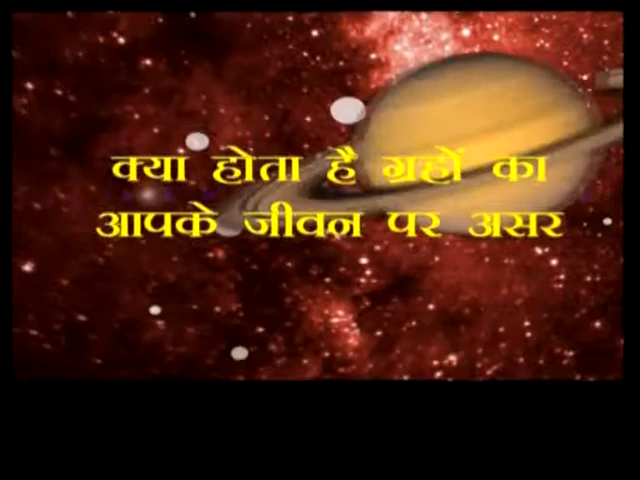 क्या होता है ग्रहों का
आपके जीवन पर असर